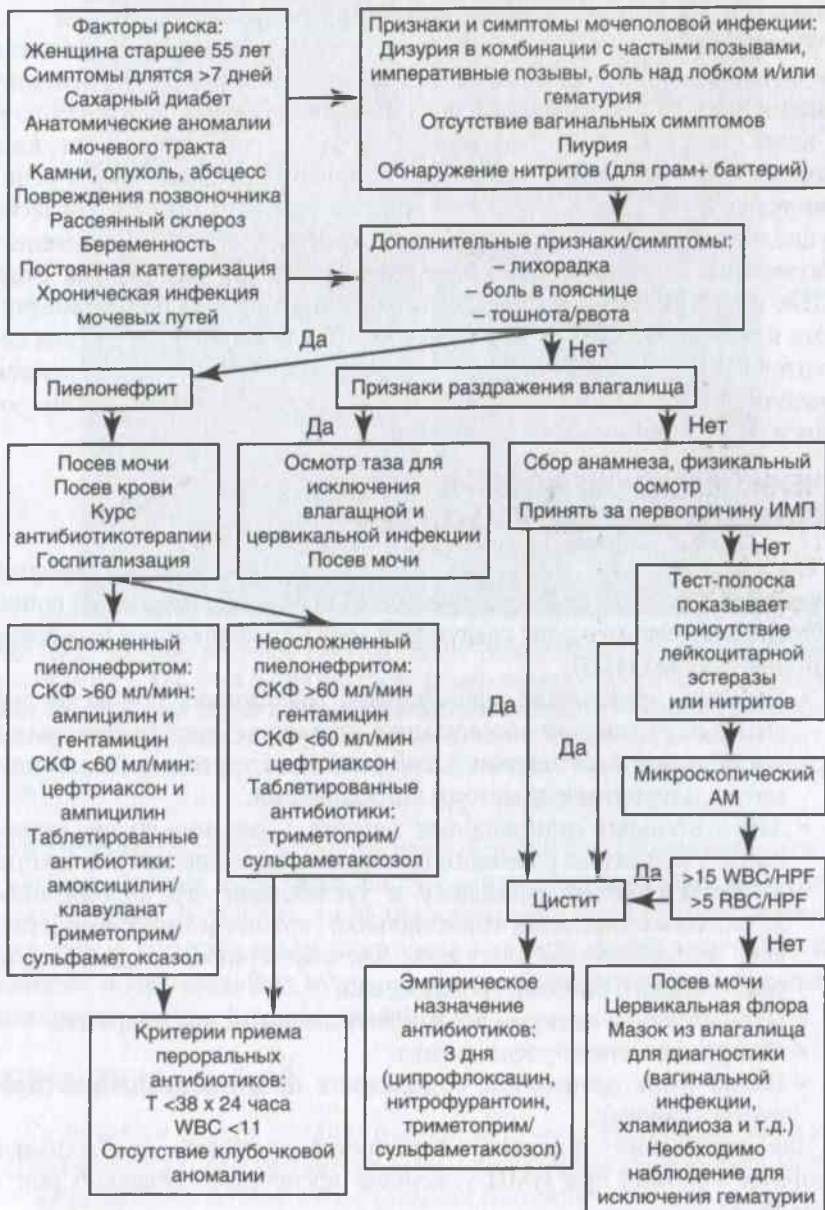 Факторы риска:
Женщина старшее 55 лет
Симптомы длятся >7 дней
Сахарный диабет
Анатомические аномалии
мочевого тракта
Камни, опухоль, абсцесс
Повреждения позвоночника
Рассеянный склероз
Беременность
Постоянная катетеризация
Хроническая инфекция
мочевых путей
Признаки и симптомы мочеполовой инфекции:
Дизурия в комбинации с частыми позывами,
императивные позывы, боль над лобком и/или
гематурия
Отсутствие вагинальных симптомов
Пиурия
Обнаружение нитритов (для грам+ бактерий)
Дополнительные признаки/симптомы:
– лихорадка
– боль в пояснице
– тошнота/рвота
Да
Нет
Пиелонефрит
Признаки раздражения влагалища
Да
Нет
Посев мочи
Посев крови
Курс
антибиотикотерапии
Госпитализация
Осмотр таза для
исключения
влагащной и
цервикальной инфекции
Посев мочи
Сбор анамнеза, физикальный
осмотр
Принять за первопричину ИМП
Нет
Тест-полоска
показывает
присутствие
лейкоцитарной
эстеразы
или нитритов
Осложненный
пиелонефритом:
СКФ >60 мл/мин:
ампицилин и
гентамицин
СКФ <60 мл/мин:
цефтриаксон и
ампицилин
Таблетированные
антибиотики:
амоксицилин/
клавуланат
Триметоприм/
сульфаметоксазол
Неосложненный
пиелонефритом:
СКФ >60 мл/мин
гентамицин
СКФ <60 мл/мин
цефтриаксон
Таблетированные
антибиотики:
триметоприм/
сульфаметаксозол
Да
Да
Микроскопический
АМ
Да
>15 WBC/HPF
>5 RBC/HPF
Цистит
Нет
Критерии приема
пероральных
антибиотиков:
Т <38 х 24 часа
WBC <11
Отсутствие клубочковой
аномалии
Эмпирическое
назначение
антибиотиков:
3 дня
(ципрофлоксацин,
нитрофурантоин,
триметоприм/
сульфаметаксозол)
Посев мочи
Цервикальная флора
Мазок из влагалища
для диагностики
(вагинальной
инфекции,
хламидиоза и т.д.)
Необходимо
наблюдение для
исключения гематурии